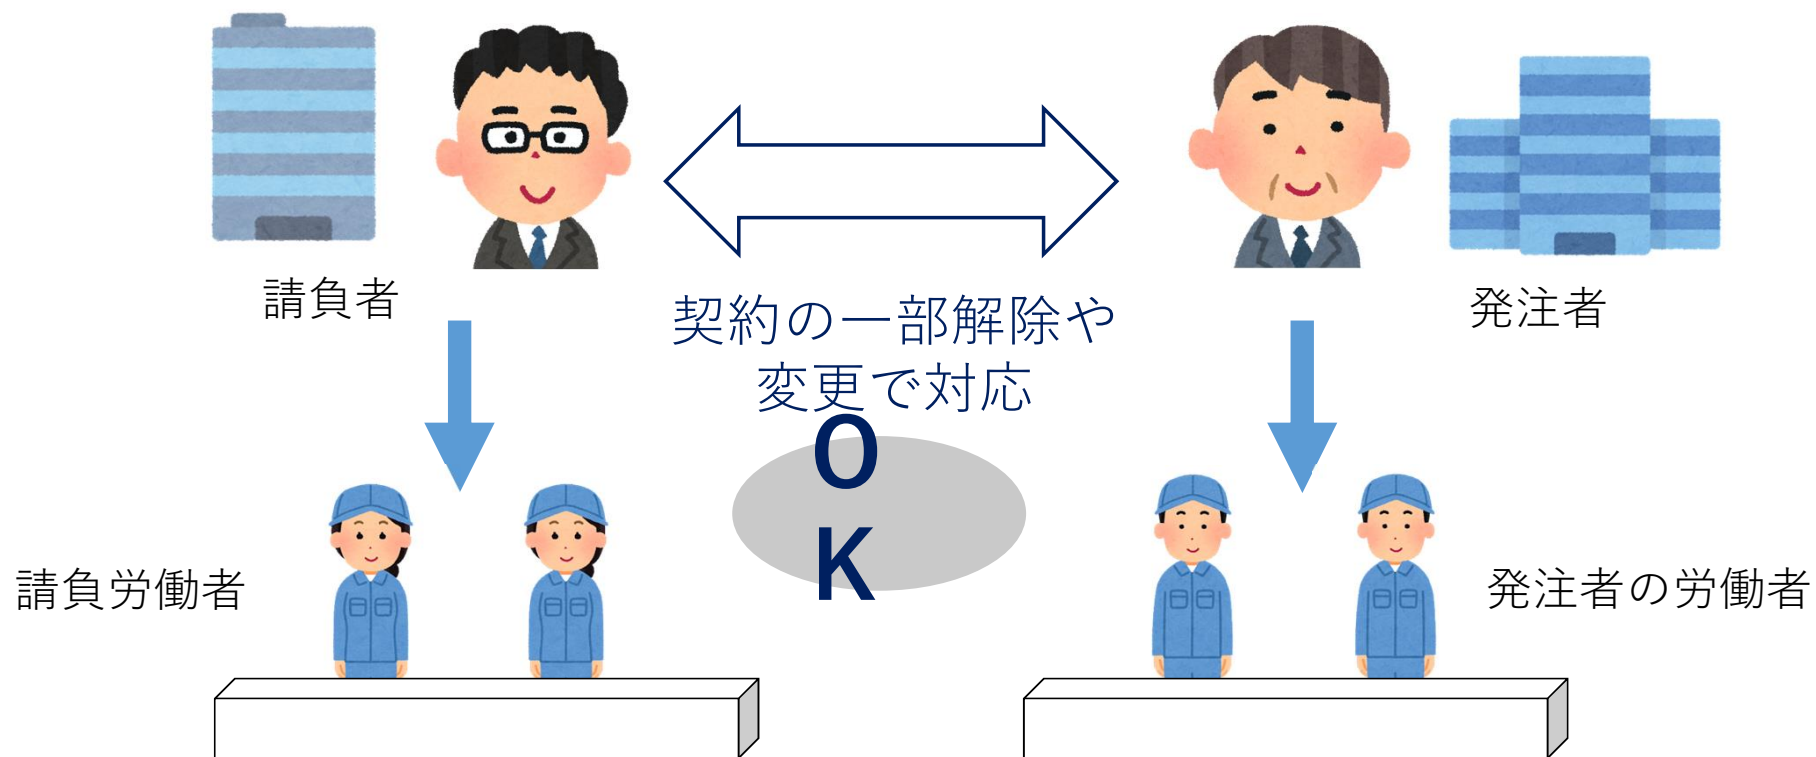 請負者
発注者
契約の一部解除や
変更で対応
O
K
請負労働者
発注者の労働者